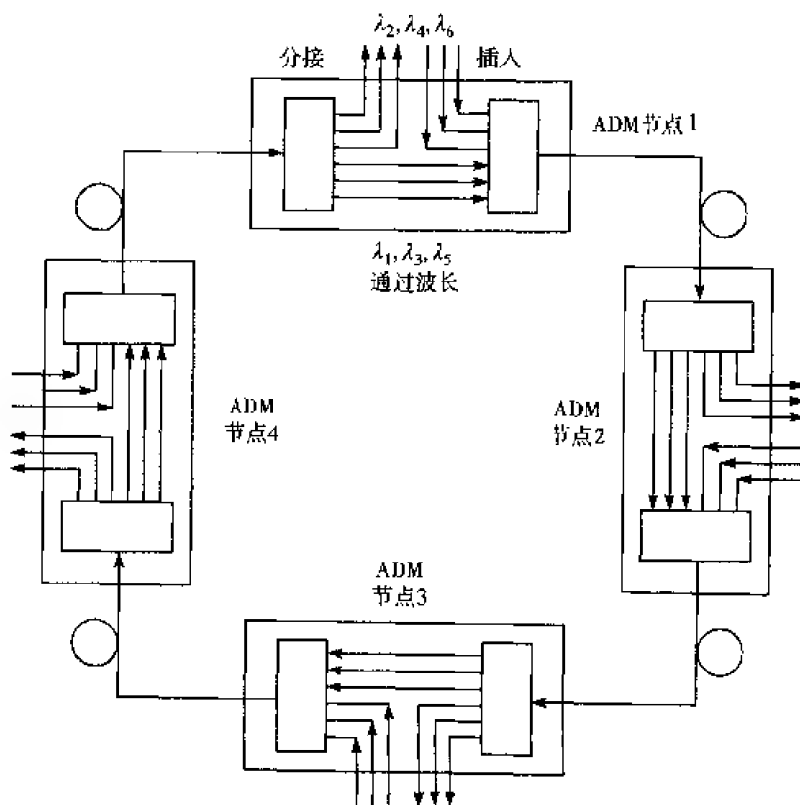 λ₂, λ₄, λ₆
分接
插入
ADM节点1
λ₁, λ₃, λ₅
通过波长
ADM
节点4
ADM
节点2
ADM
节点3